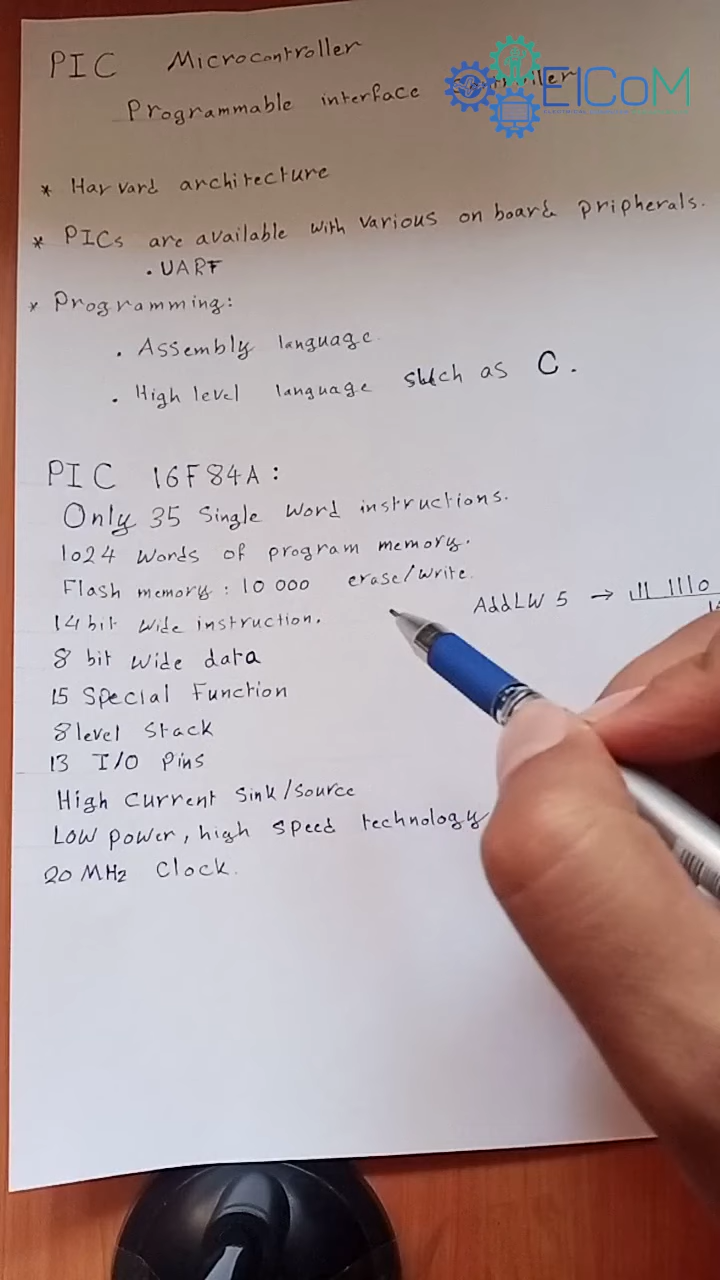 PIC Microcontroller
Programmable interface Controller
EICoM
* Harvard architecture
* PICs are available with various on board pripherals.
. UART
* Programming:
. Assembly language.
. High level language such as C.
PIC 16F84A:
Only 35 Single Word instructions.
1024 Words of program memory.
Flash memory: 10 000 erase/write.
AddLW 5 → 11 1110
14 bit wide instruction.
8 bit wide data
15 Special Function
8 level Stack
13 I/O Pins
High Current Sink/Source
Low power, high speed technology
20 MHz Clock.